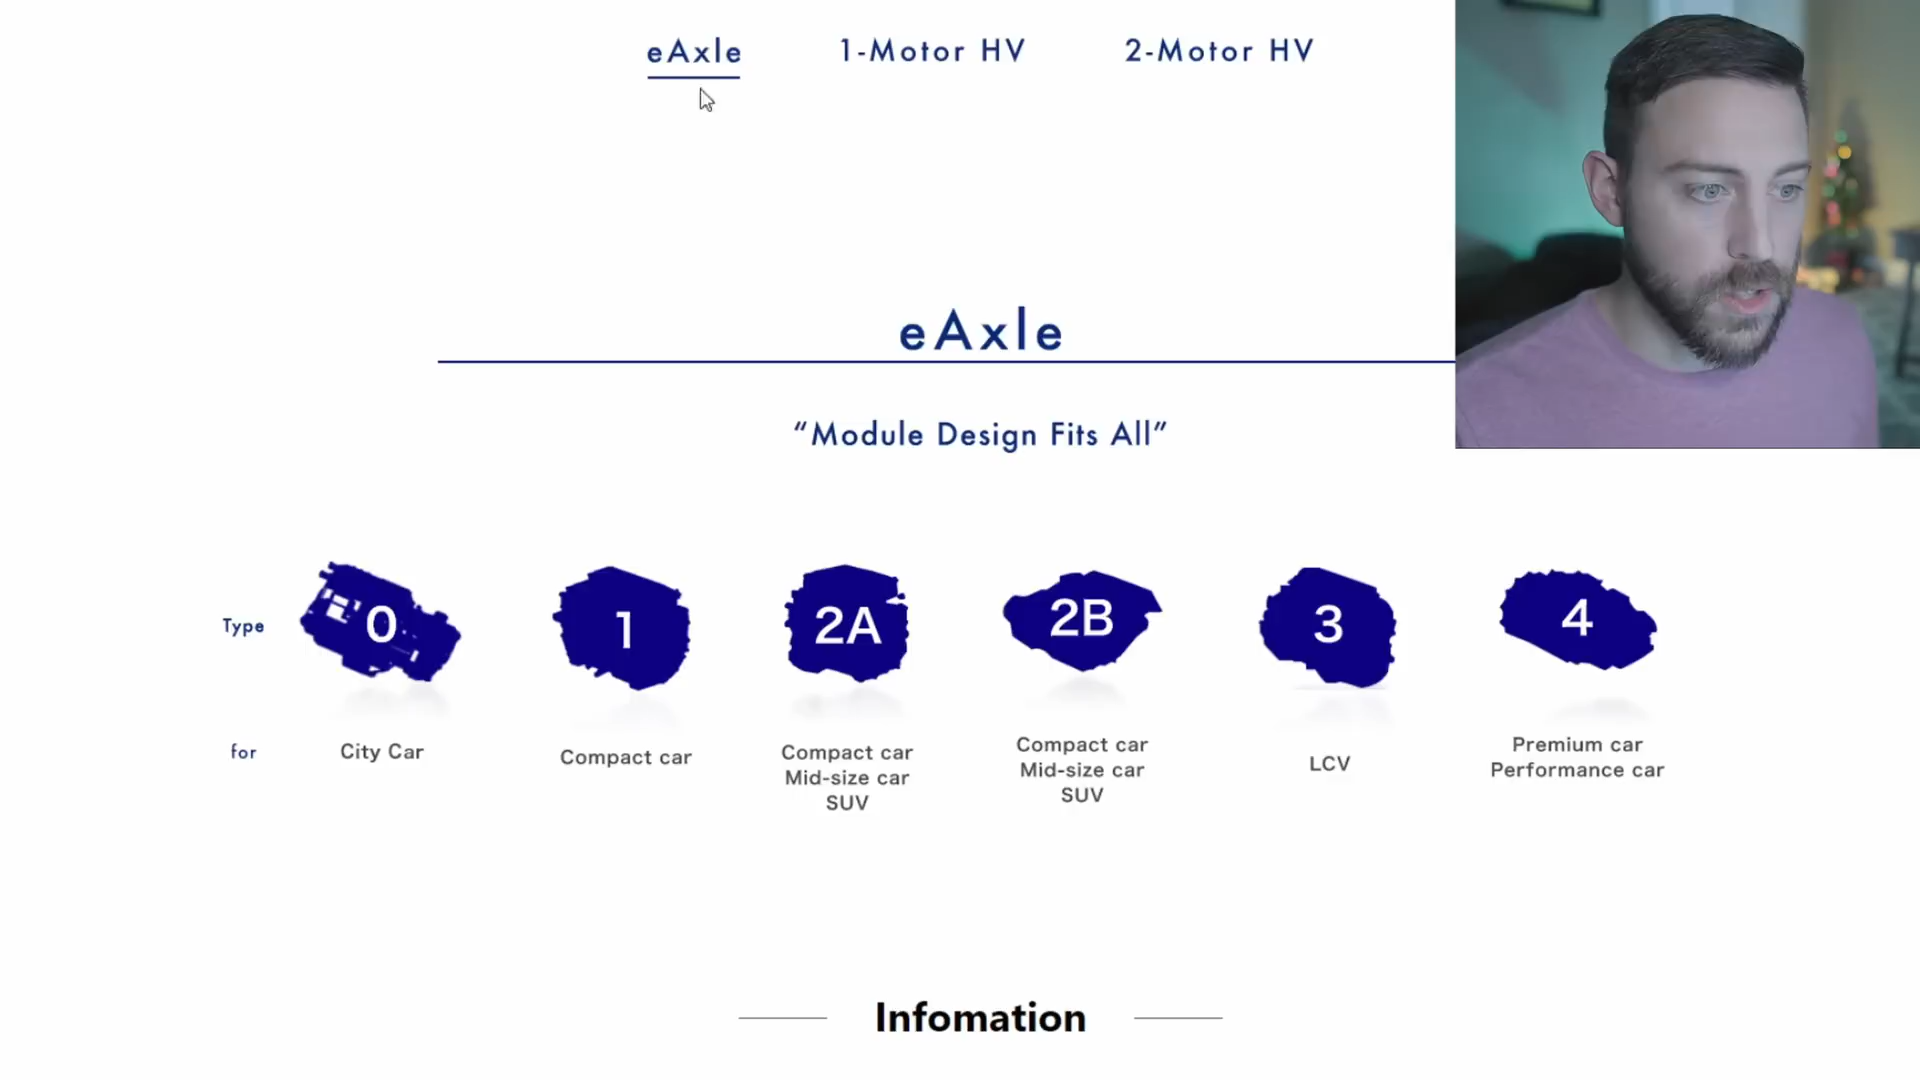 eAxle 1-Motor HV 2-Motor HV
eAxle
“Module Design Fits All”
Type 0 1 2A 2B 3 4
for City Car Compact car Compact car Compact car LCV Premium car
Mid-size car Mid-size car Performance car
SUV SUV
Infomation